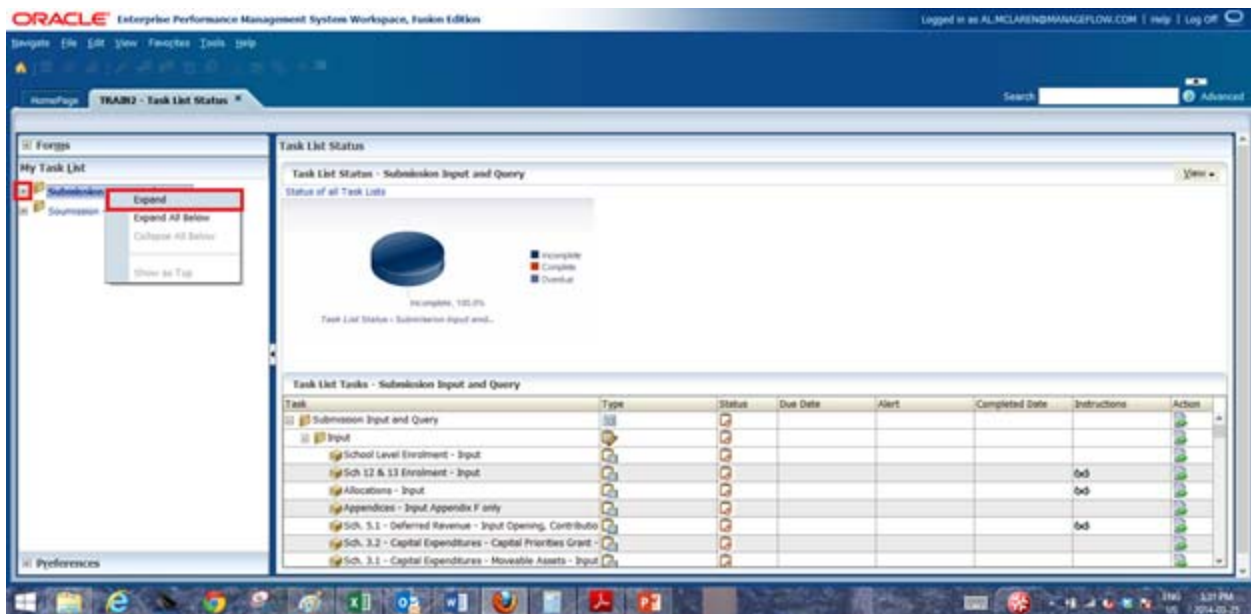 ORACLE Enterprise Performance Management System Workspace, Fusion Edition
Logged in as AL.MCLAREN@MANAGEFLOW.COM | Help | Log Off
Navigate File Edit View Favorites Tools Help
HomePage TRAIN2 - Task List Status
Search Advanced
Forms
My Task List
Submission
Soumission
Expand
Expand All Below
Collapse All Below
Show as Top
Preferences
Task List Status
Task List Status - Submission Input and Query View
Status of all Task Lists
Incomplete
Complete
Overdue
Incomplete, 100.0%
Task List Status - Submission Input and...
Task List Tasks - Submission Input and Query
Task Type Status Due Date Alert Completed Date Instructions Action
Submission Input and Query
Input
School Level Enrolment - Input
Sch 12 & 13 Enrolment - Input
Allocations - Input
Appendices - Input Appendix F only
Sch. 5.1 - Deferred Revenue - Input Opening, Contributio
Sch. 3.2 - Capital Expenditures - Capital Priorities Grant -
Sch. 3.1 - Capital Expenditures - Moveable Assets - Input
ENG 3:31 PM
US